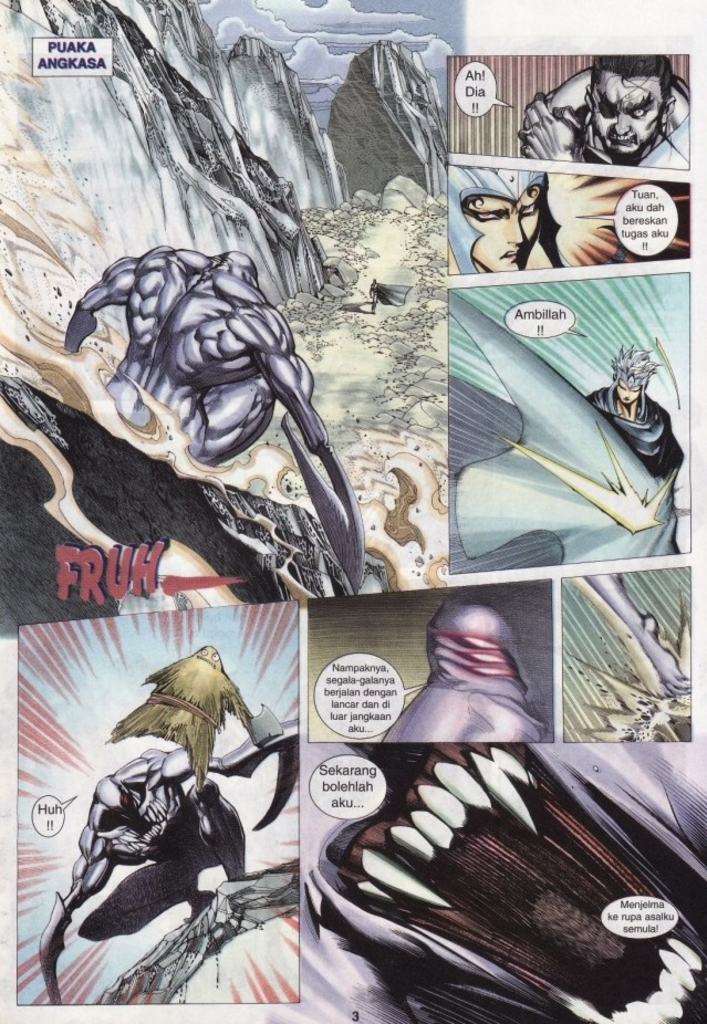 PUAKA
ANGKASA
Ah!
Dia
!!
Tuan,
aku dah
bereskan
tugas aku
!!
Ambillah
!!
FRUH
Huh
!!
Nampaknya,
segala-galanya
berjalan dengan
lancar dan di
luar jangkaan
aku...
Sekarang
bolehlah
aku...
Menjelma
ke rupa asalku
semula!
3